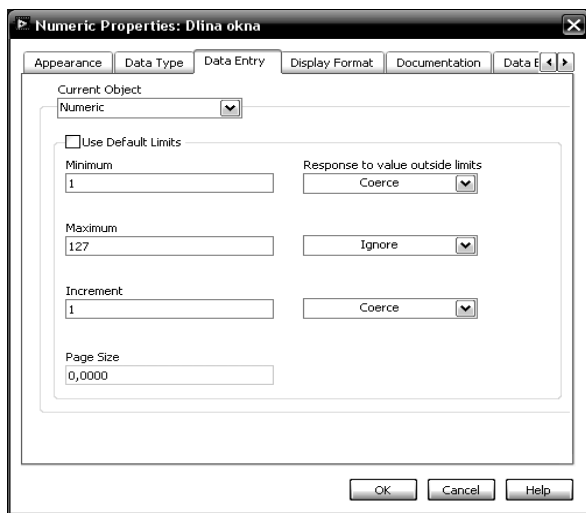 Numeric Properties: Dlina okna
Appearance Data Type Data Entry Display Format Documentation Data E
Current Object
Numeric
Use Default Limits
Minimum Response to value outside limits
1 Coerce
Maximum
127 Ignore
Increment
1 Coerce
Page Size
0,0000
OK Cancel Help